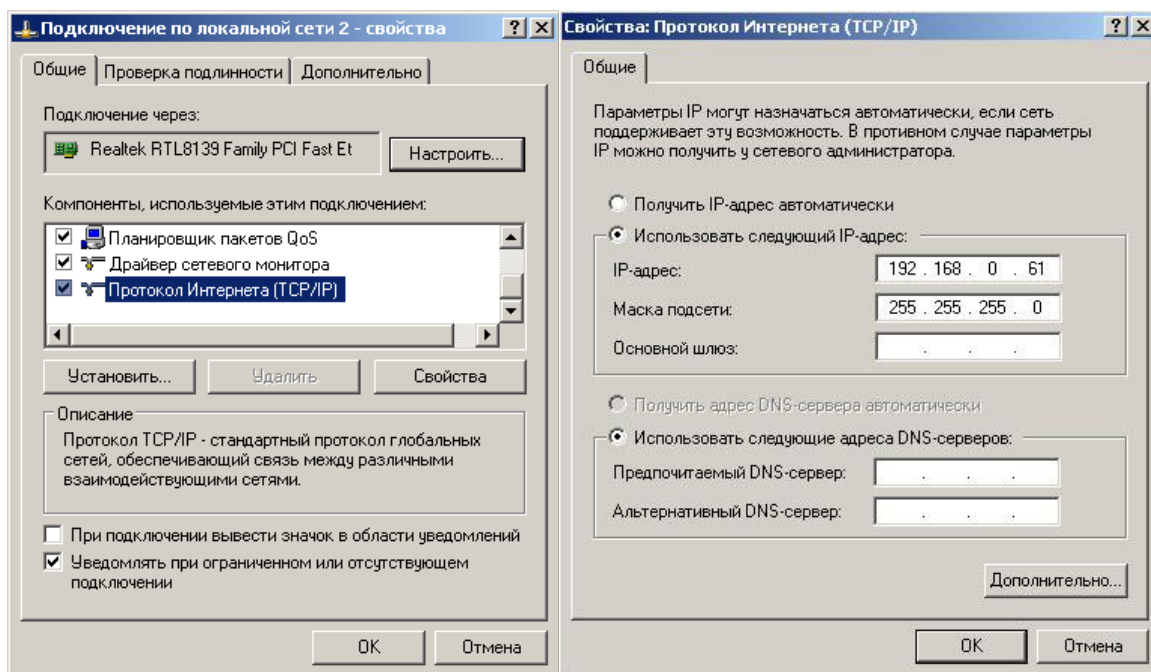 Подключение по локальной сети 2 - свойства
Общие
Проверка подлинности
Дополнительно
Подключение через:
Realtek RTL8139 Family PCI Fast Et
Настроить...
Компоненты, используемые этим подключением:
Планировщик пакетов QoS
Драйвер сетевого монитора
Протокол Интернета (TCP/IP)
Установить...
Удалить
Свойства
Описание
Протокол TCP/IP - стандартный протокол глобальных
сетей, обеспечивающий связь между различными
взаимодействующими сетями.
При подключении вывести значок в области уведомлений
Уведомлять при ограниченном или отсутствующем
подключении
OK
Отмена
Свойства: Протокол Интернета (TCP/IP)
Общие
Параметры IP могут назначаться автоматически, если сеть
поддерживает эту возможность. В противном случае параметры
IP можно получить у сетевого администратора.
Получить IP-адрес автоматически
Использовать следующий IP-адрес:
IP-адрес:
192 . 168 . 0 . 61
Маска подсети:
255 . 255 . 255 . 0
Основной шлюз:
. . .
Получить адрес DNS-сервера автоматически
Использовать следующие адреса DNS-серверов:
Предпочитаемый DNS-сервер:
. . .
Альтернативный DNS-сервер:
. . .
Дополнительно...
OK
Отмена